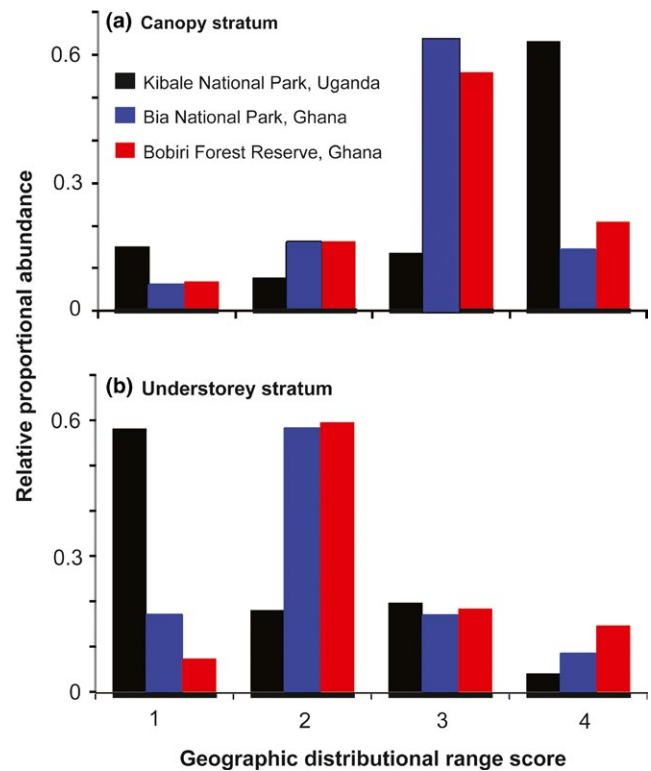 (a) Canopy stratum
0.6
Kibale National Park, Uganda
Bia National Park, Ghana
Bobiri Forest Reserve, Ghana
0.3
0
Relative proportional abundance
(b) Understorey stratum
0.6
0.3
0
1 2 3 4
Geographic distributional range score